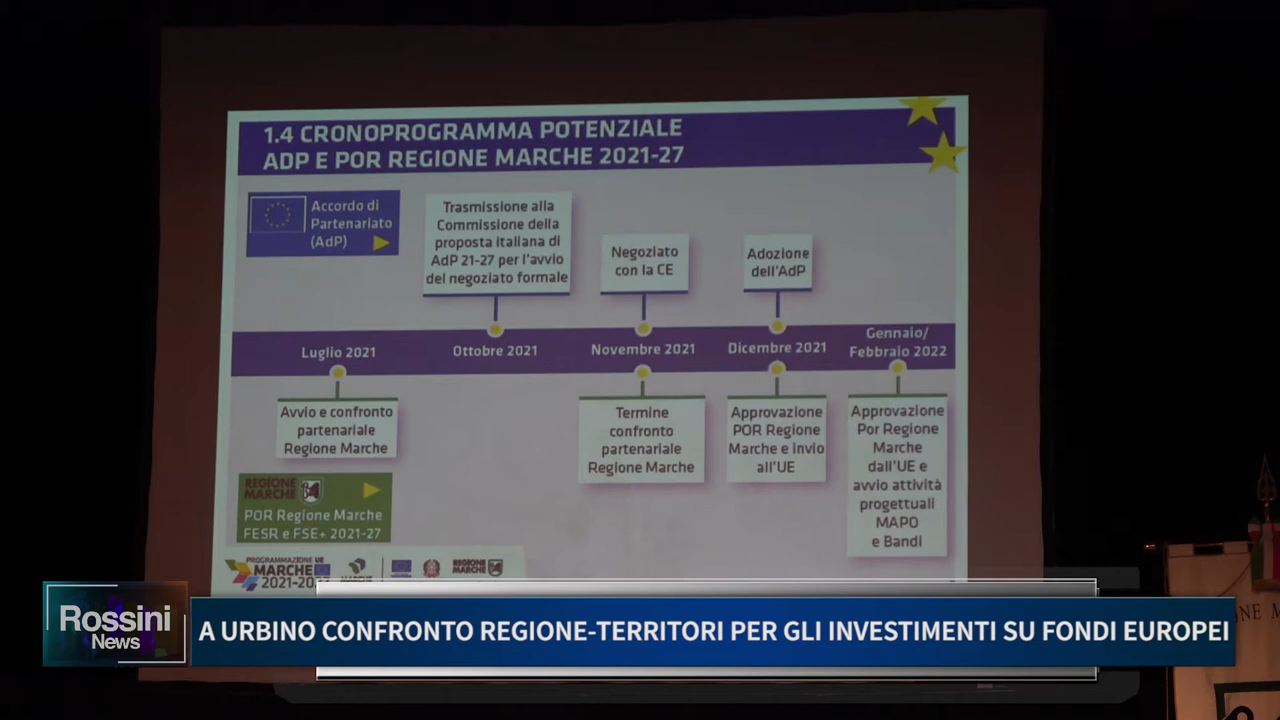 1.4 CRONOPROGRAMMA POTENZIALE
ADP E POR REGIONE MARCHE 2021-27
Accordo di
Partenariato
(AdP)
Trasmissione alla
Commissione della
proposta italiana di
AdP 21-27 per l'avvio
del negoziato formale
Negoziato
con la CE
Adozione
dell'AdP
Luglio 2021
Ottobre 2021
Novembre 2021
Dicembre 2021
Gennaio/
Febbraio 2022
Avvio e confronto
partenariale
Regione Marche
Termine
confronto
partenariale
Regione Marche
Approvazione
POR Regione
Marche e invio
all'UE
Approvazione
Por Regione
Marche
dall'UE e
avvio attività
progettuali
MAPO
e Bandi
REGIONE
MARCHE
POR Regione Marche
FESR e FSE+ 2021-27
PROGRAMMAZIONE UE
MARCHE
REGIONE
MARCHE
Rossini
News
A URBINO CONFRONTO REGIONE-TERRITORI PER GLI INVESTIMENTI SU FONDI EUROPEI